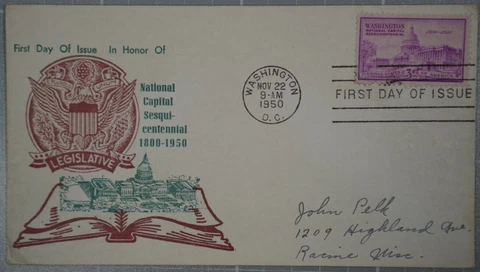 First Day Of Issue In Honor Of
National
Capital
Sesqui-
centennial
1800-1950
LEGISLATIVE
WASHINGTON
NOV 22
9-AM
1950
D.C.
WASHINGTON
NATIONAL CAPITAL
SESQUICENTENNIAL
FIRST DAY OF ISSUE
John Pelk
1209 Highland Ave.
Racine Wisc.